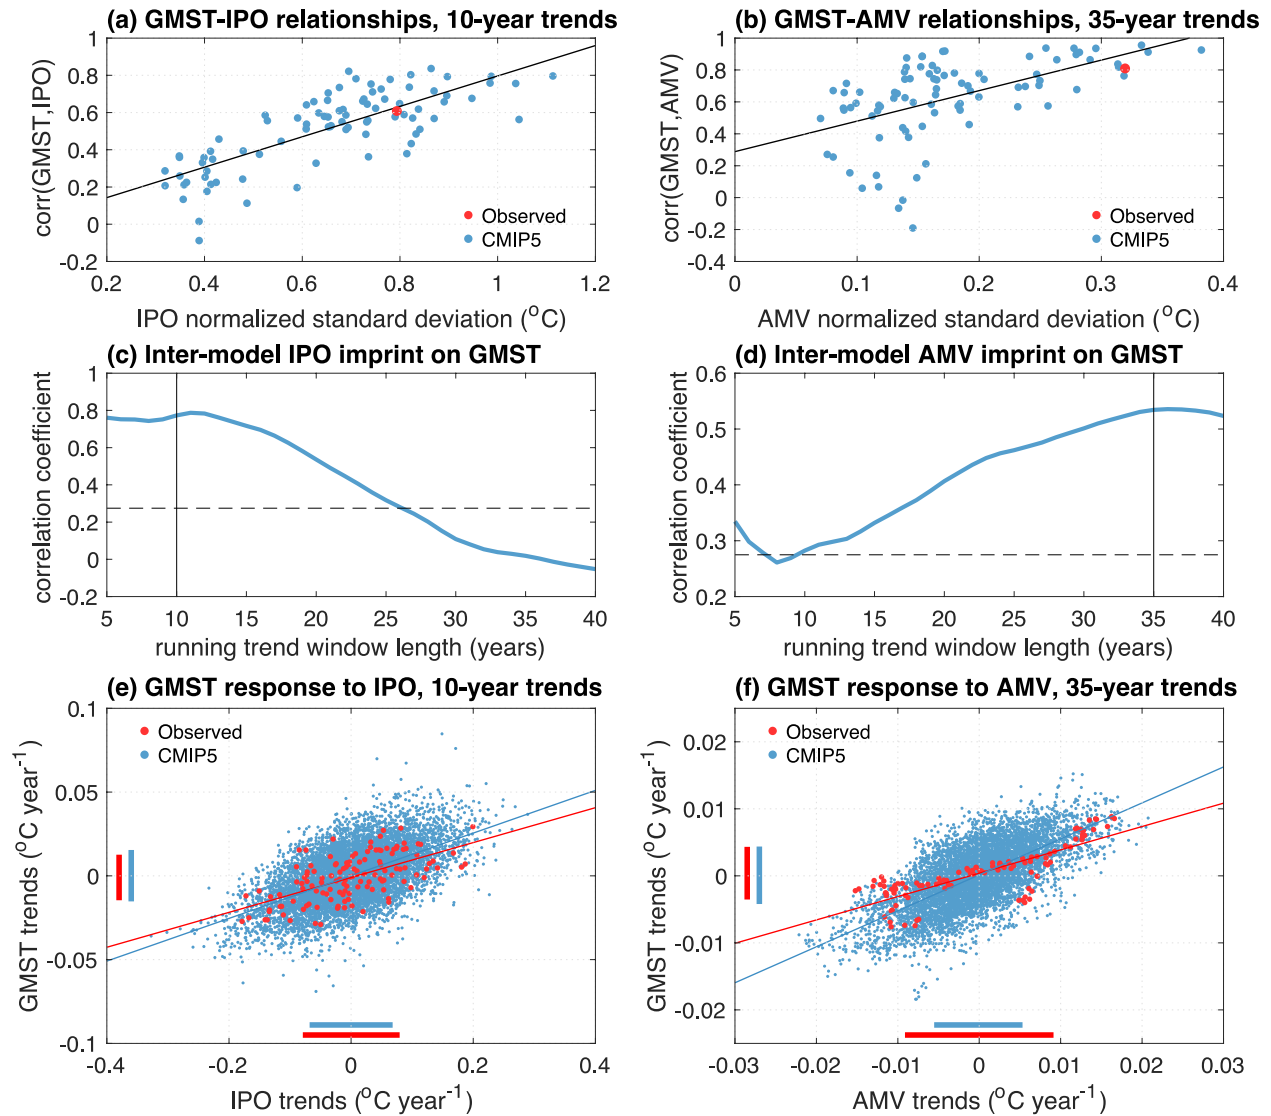 (a) GMST-IPO relationships, 10-year trends
corr(GMST,IPO)
1
0.8
0.6
0.4
0.2
0
-0.2
Observed
CMIP5
0.2 0.4 0.6 0.8 1 1.2
IPO normalized standard deviation (°C)
(b) GMST-AMV relationships, 35-year trends
corr(GMST,AMV)
1
0.8
0.6
0.4
0.2
0
-0.2
-0.4
Observed
CMIP5
0 0.1 0.2 0.3 0.4
AMV normalized standard deviation (°C)
(c) Inter-model IPO imprint on GMST
correlation coefficient
1
0.8
0.6
0.4
0.2
0
-0.2
5 10 15 20 25 30 35 40
running trend window length (years)
(d) Inter-model AMV imprint on GMST
correlation coefficient
0.6
0.5
0.4
0.3
0.2
5 10 15 20 25 30 35 40
running trend window length (years)
(e) GMST response to IPO, 10-year trends
GMST trends (°C year⁻¹)
0.1
0.05
0
-0.05
-0.1
Observed
CMIP5
-0.4 -0.2 0 0.2 0.4
IPO trends (°C year⁻¹)
(f) GMST response to AMV, 35-year trends
GMST trends (°C year⁻¹)
0.02
0.01
0
-0.01
-0.02
Observed
CMIP5
-0.03 -0.02 -0.01 0 0.01 0.02 0.03
AMV trends (°C year⁻¹)